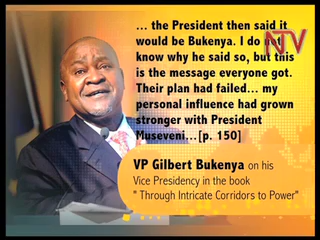 ... the President then said it
would be Bukenya. I do not
know why he said so, but this
is the message everyone got.
Their plan had failed... my
personal influence had grown
stronger with President
Museveni...[p. 150]
NTV
VP Gilbert Bukenya on his
Vice Presidency in the book
" Through Intricate Corridors to Power"